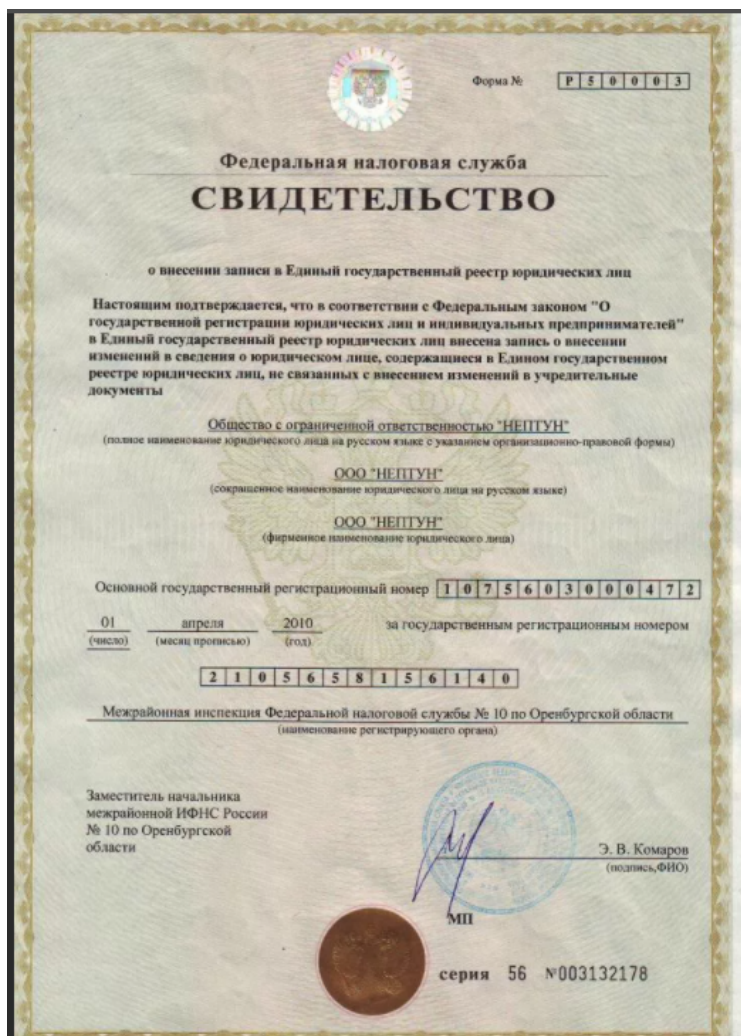 Форма № Р50003
Федеральная налоговая служба
СВИДЕТЕЛЬСТВО
о внесении записи в Единый государственный реестр юридических лиц
Настоящим подтверждается, что в соответствии с Федеральным законом "О
государственной регистрации юридических лиц и индивидуальных предпринимателей"
в Единый государственный реестр юридических лиц внесена запись о внесении
изменений в сведения о юридическом лице, содержащиеся в Едином государственном
реестре юридических лиц, не связанных с внесением изменений в учредительные
документы
Общество с ограниченной ответственностью "НЕПТУН"
(полное наименование юридического лица на русском языке с указанием организационно-правовой формы)
ООО "НЕПТУН"
(сокращенное наименование юридического лица на русском языке)
ООО "НЕПТУН"
(фирменное наименование юридического лица)
Основной государственный регистрационный номер 1075603000472
01 апреля 2010 за государственным регистрационным номером
(число) (месяц прописью) (год)
2105658156140
Межрайонная инспекция Федеральной налоговой службы № 10 по Оренбургской области
(наименование регистрирующего органа)
Заместитель начальника
межрайонной ИФНС России
№ 10 по Оренбургской
области
Э. В. Комаров
(подпись,ФИО)
МП
серия 56 №003132178